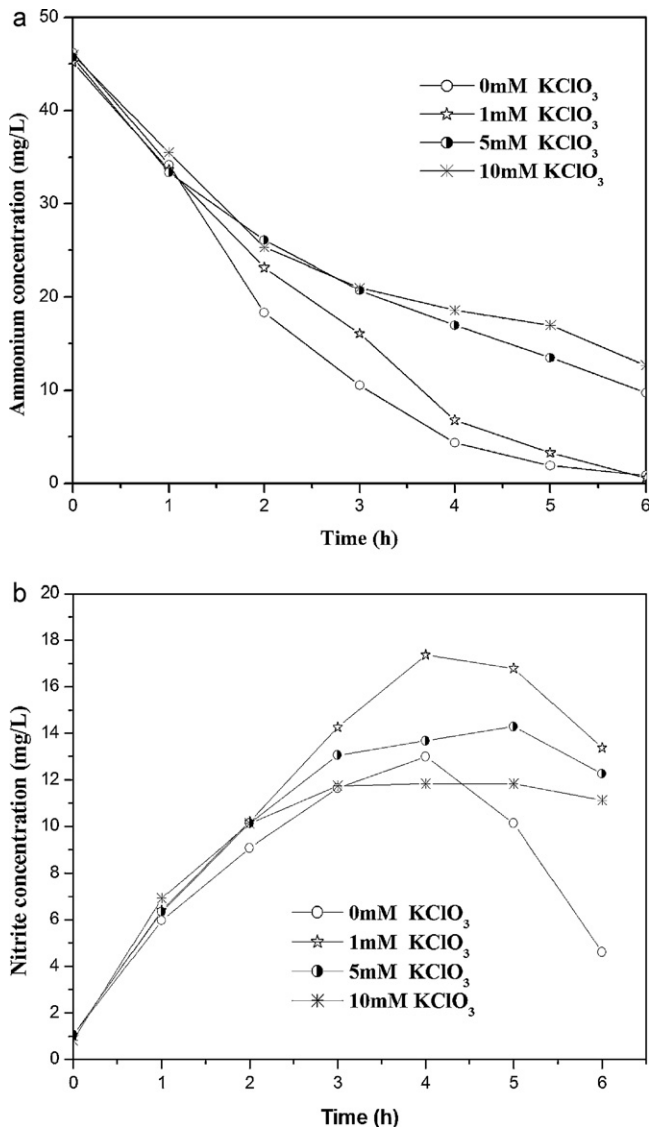 a
50
40
30
20
10
0
Ammonium concentration (mg/L)
0mM KClO₃
1mM KClO₃
5mM KClO₃
10mM KClO₃
0 1 2 3 4 5 6
Time (h)
b
20
18
16
14
12
10
8
6
4
2
0
Nitrite concentration (mg/L)
0mM KClO₃
1mM KClO₃
5mM KClO₃
10mM KClO₃
0 1 2 3 4 5 6
Time (h)